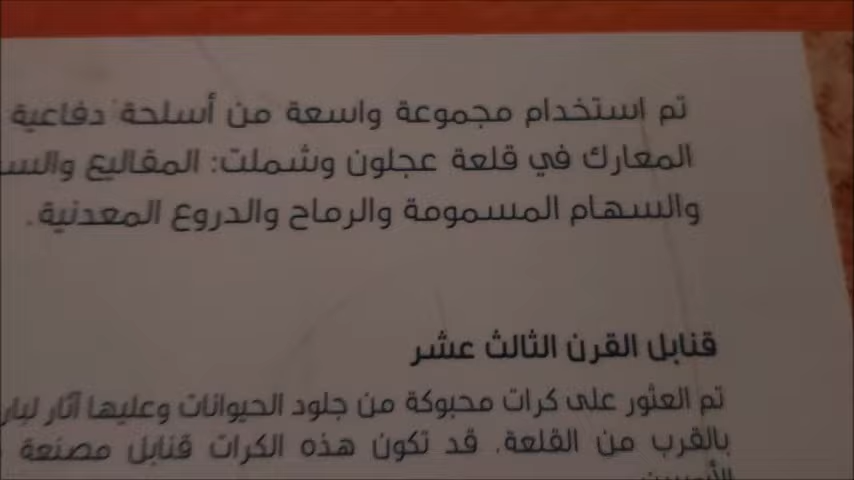 تم استخدام مجموعة واسعة من أسلحة دفاعية
المعارك في قلعة عجلون وشملت: المقاليع
والسهام المسمومة والرماح والدروع المعدنية.
قنابل القرن الثالث عشر
تم العثور على كرات محبوكة من جلود الحيوانات وعليها آثار
بالقرب من القلعة. قد تكون هذه الكرات قنابل مصنعة